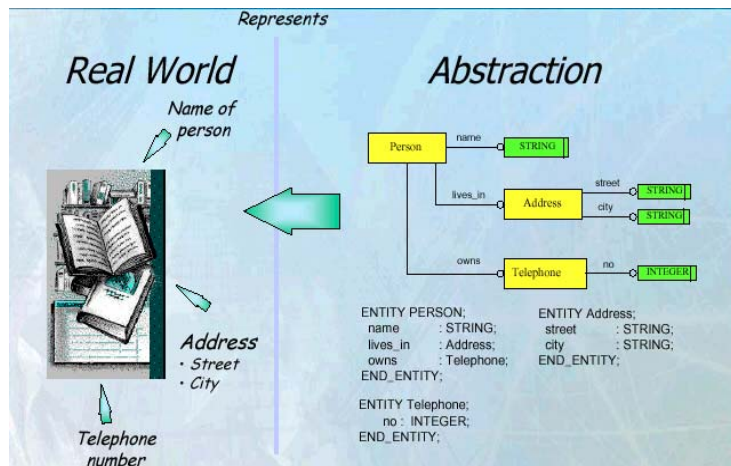 Represents
Real World
Name of
person
Address
• Street
• City
Telephone
number
Abstraction
Person
name
STRING
lives_in
Address
street
STRING
city
STRING
owns
Telephone
no
INTEGER
ENTITY PERSON;
name : STRING;
lives_in : Address;
owns : Telephone;
END_ENTITY;
ENTITY Address;
street : STRING;
city : STRING;
END_ENTITY;
ENTITY Telephone;
no : INTEGER;
END_ENTITY;